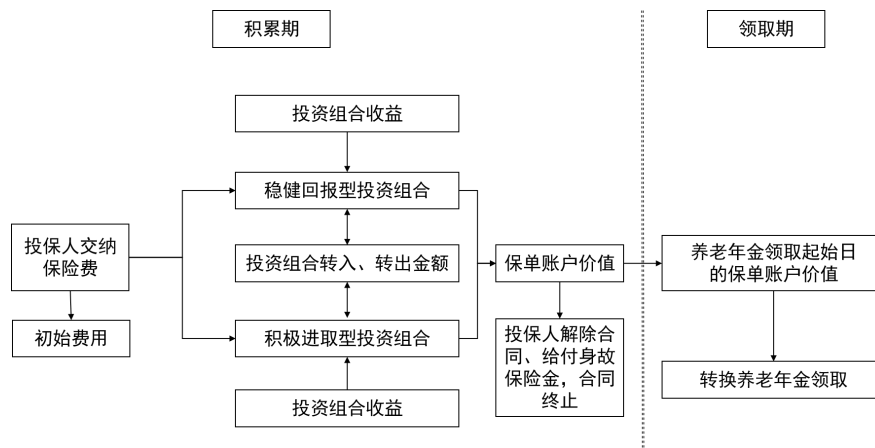 积累期
领取期
投资组合收益
稳健回报型投资组合
投保人交纳
保险费
投资组合转入、转出金额
保单账户价值
养老年金领取起始日
的保单账户价值
初始费用
积极进取型投资组合
投保人解除合
同、给付身故
保险金，合同
终止
转换养老年金领取
投资组合收益